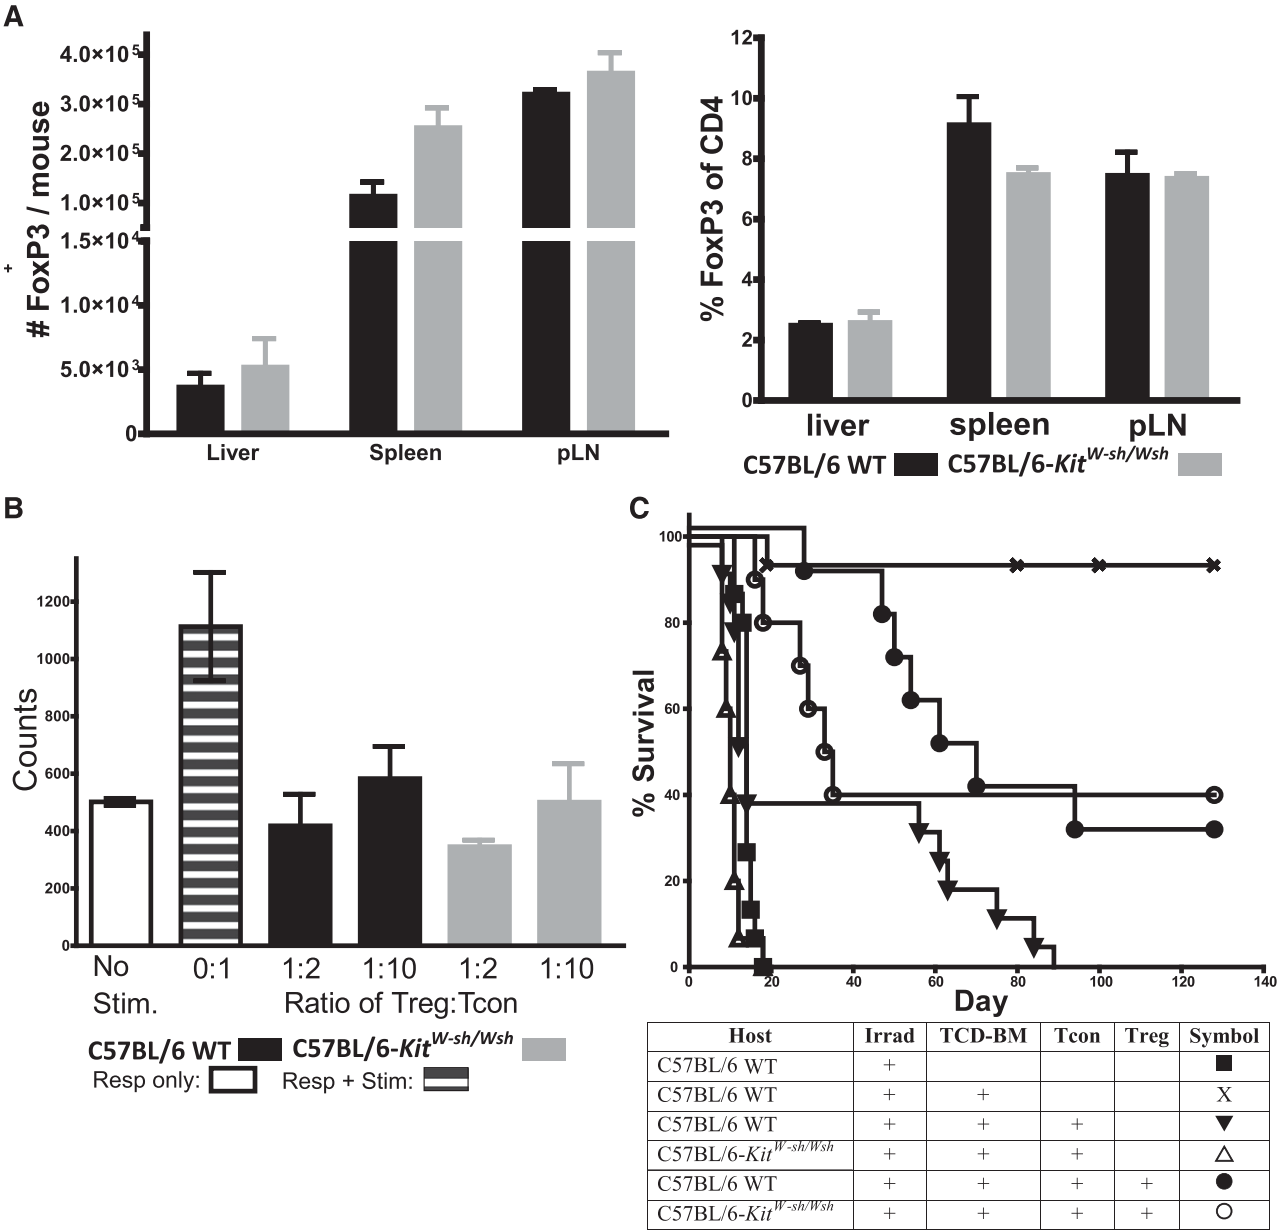 A
# FoxP3⁺ / mouse
4.0×10⁵
3.0×10⁵
2.0×10⁵
1.0×10⁵
1.5×10⁴
1.0×10⁴
5.0×10³
0
Liver Spleen pLN
% FoxP3 of CD4
12
10
8
6
4
2
0
liver spleen pLN
C57BL/6 WT C57BL/6-Kit W-sh/Wsh
B
Counts
1200
1000
800
600
400
200
0
No Stim. 0:1 1:2 1:10 1:2 1:10
Ratio of Treg:Tcon
C57BL/6 WT C57BL/6-Kit W-sh/Wsh
Resp only: Resp + Stim:
C
% Survival
100
80
60
40
20
0
0 20 40 60 80 100 120 140
Day
Host Irrad TCD-BM Tcon Treg Symbol
C57BL/6 WT + ■
C57BL/6 WT + + X
C57BL/6 WT + + + ▼
C57BL/6-Kit W-sh/Wsh + + + △
C57BL/6 WT + + + + ●
C57BL/6-Kit W-sh/Wsh + + + + ○